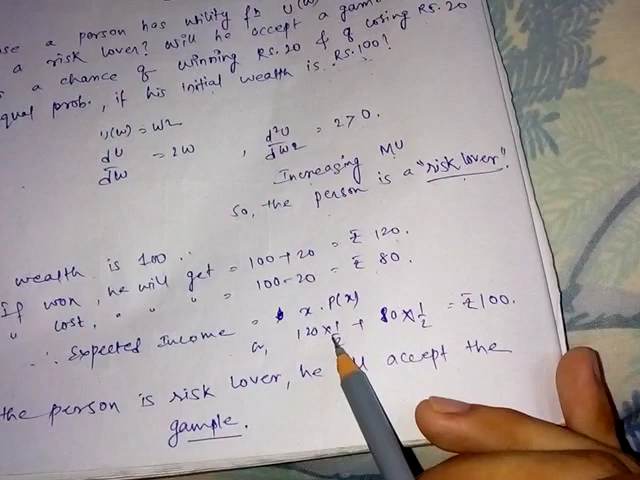 se a person has utility fn U(W)
a risk lover? Will he accept a gam
s a chance of winning Rs. 20 & of losing Rs. 20
equal prob., if his initial wealth is Rs. 100?
u(w) = w2
dU/dW = 2w , d²U/dW2 = 2 > 0.
Increasing MU
So, the person is a "risk lover".
wealth is 100 ∴
If won, he will get = 100 + 20 = ₹ 120.
" lost, " " " = 100 - 20 = ₹ 80.
∴ Expected Income = x. P(x)
a, 120 × 1/2 + 80 × 1/2 = ₹100.
the person is risk lover, he accept the
gample.